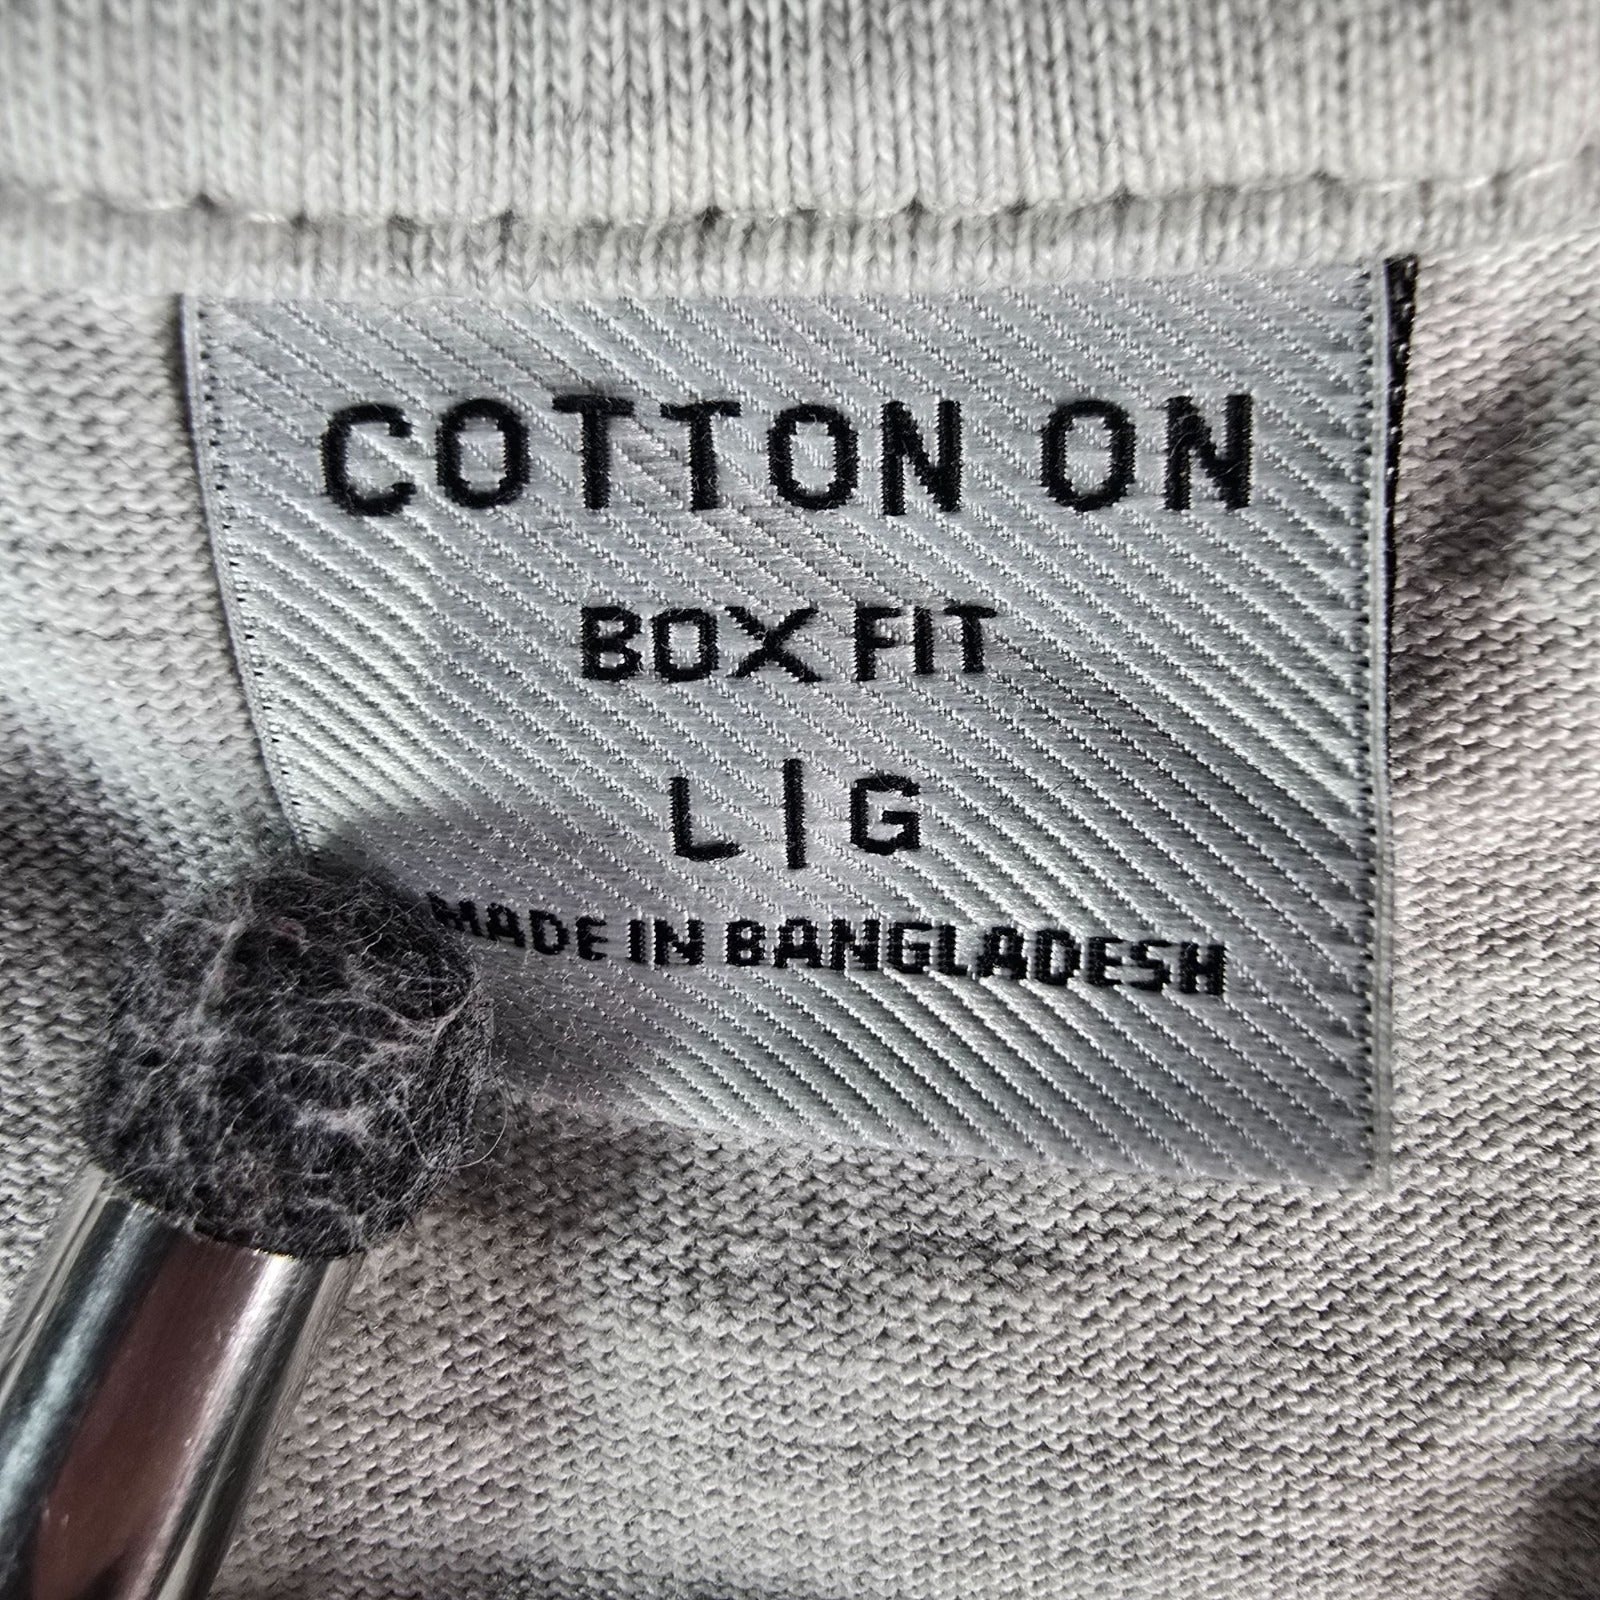 COTTON ON
BOX FIT
L|G
MADE IN BANGLADESH